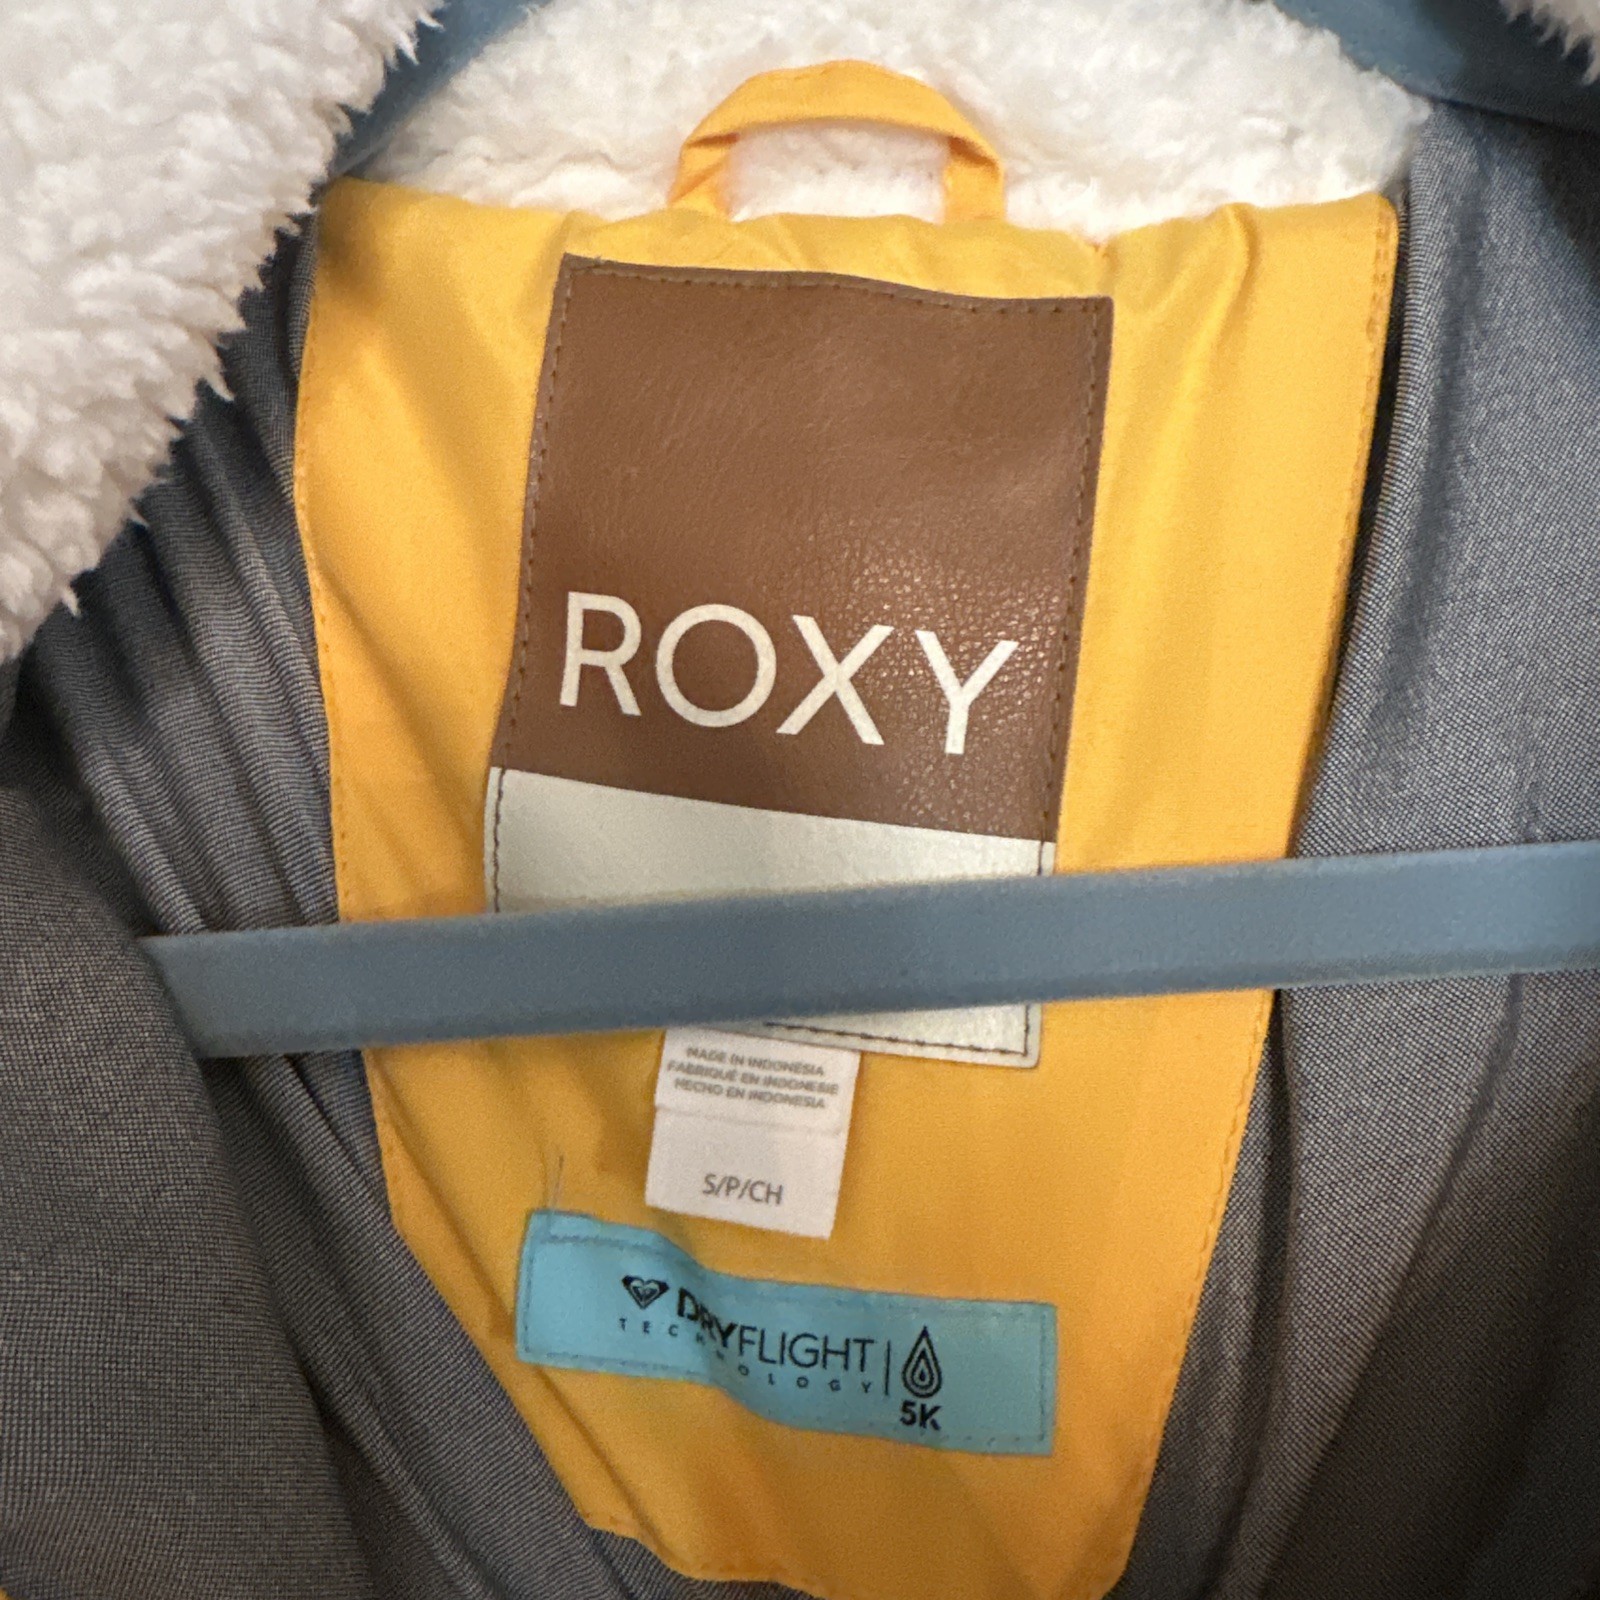 ROXY
MADE IN INDONESIA
FABRIQUÉ EN INDONESIE
HECHO EN INDONESIA
S/P/CH
DRYFLIGHT
TECHNOLOGY
5K